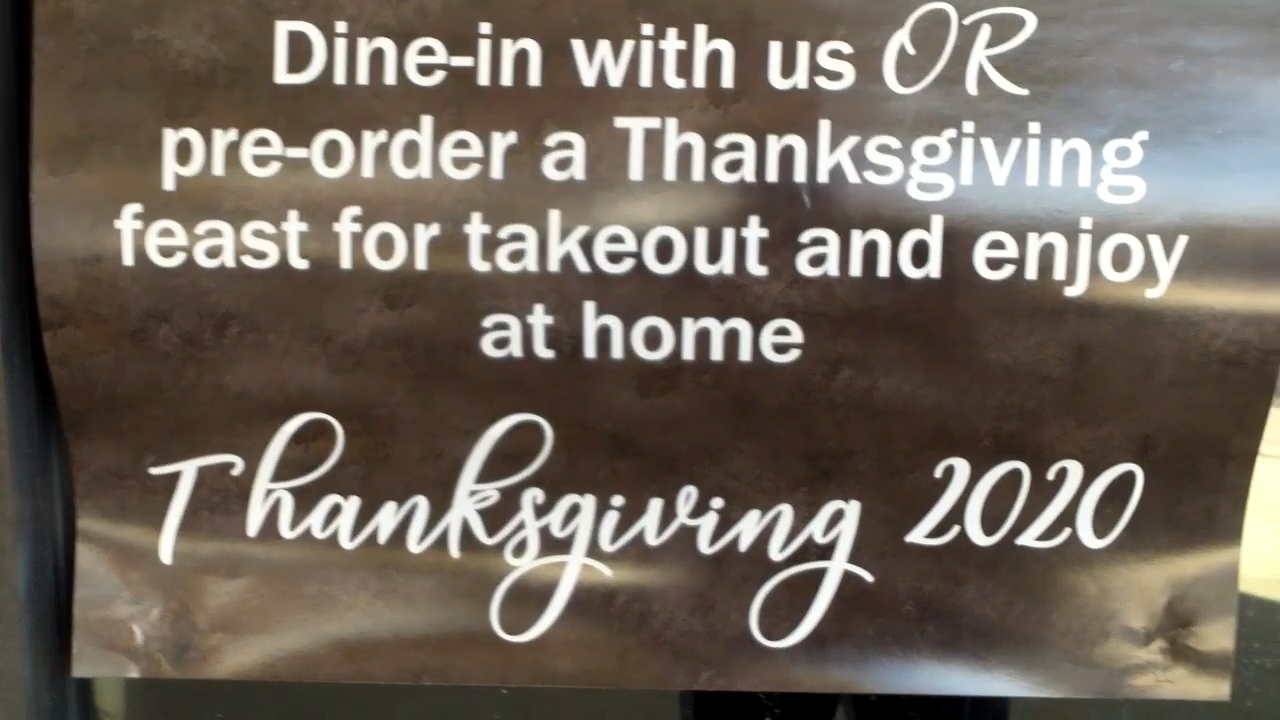 Dine-in with us OR
pre-order a Thanksgiving
feast for takeout and enjoy
at home
Thanksgiving 2020